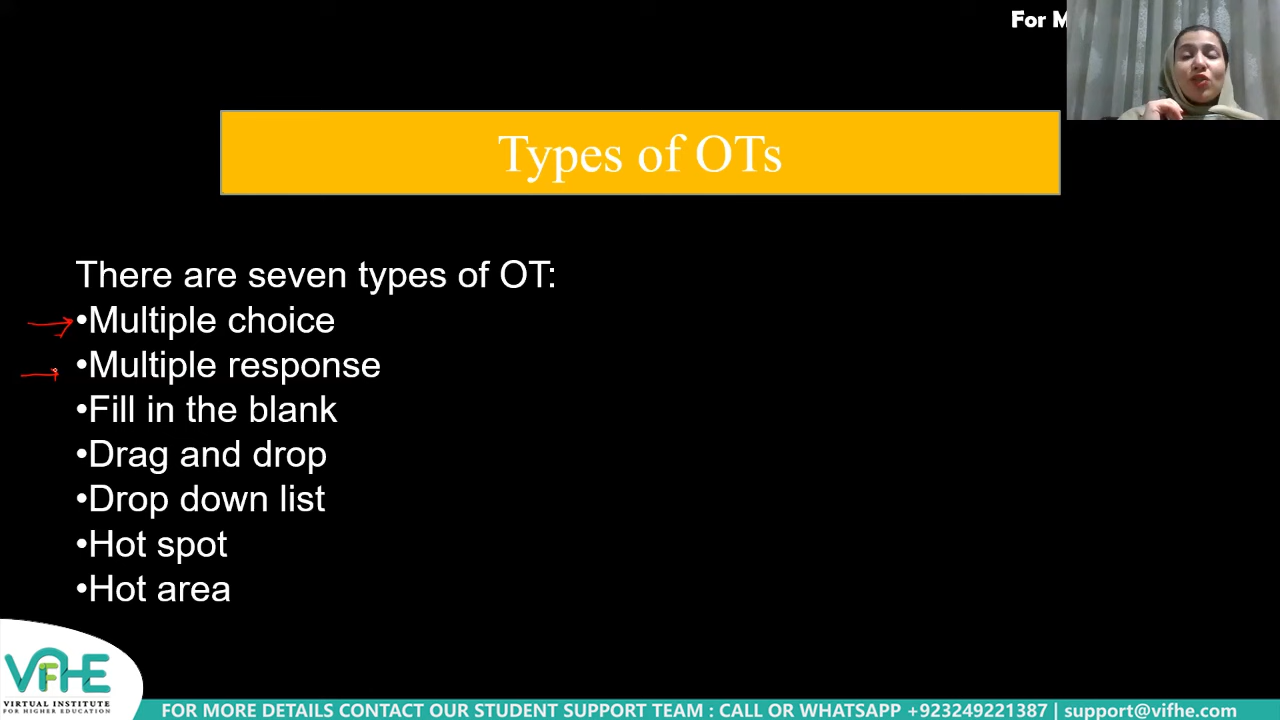 For M
Types of OTs
There are seven types of OT:
•Multiple choice
•Multiple response
•Fill in the blank
•Drag and drop
•Drop down list
•Hot spot
•Hot area
VIFHE
VIRTUAL INSTITUTE
FOR HIGHER EDUCATION
FOR MORE DETAILS CONTACT OUR STUDENT SUPPORT TEAM : CALL OR WHATSAPP +923249221387 | support@vifhe.com